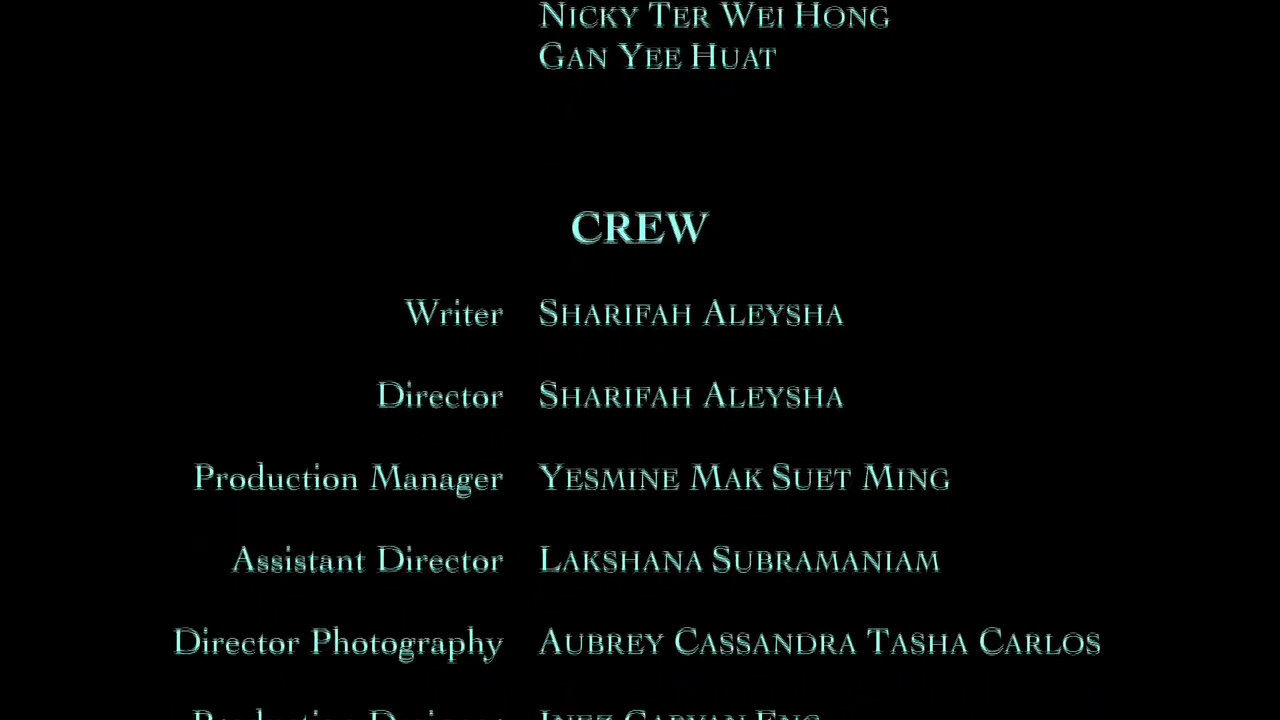 NICKY TER WEI HONG
GAN YEE HUAT
CREW
Writer SHARIFAH ALEYSHA
Director SHARIFAH ALEYSHA
Production Manager YESMINE MAK SUET MING
Assistant Director LAKSHANA SUBRAMANIAM
Director Photography AUBREY CASSANDRA TASHA CARLOS
Production